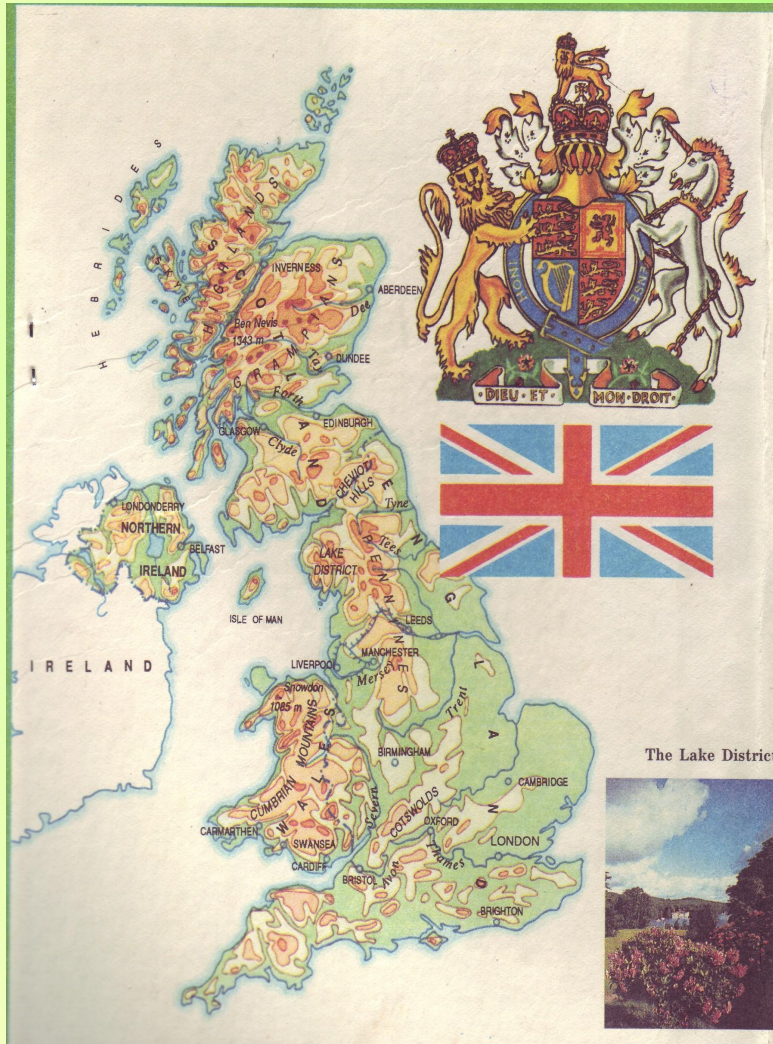 HEBRIDES
SKYE
HIGHLANDS
SCOTLAND
INVERNESS
ABERDEEN
Dee
Ben Nevis
1343 m
GRAMPIANS
Tay
DUNDEE
Forth
EDINBURGH
GLASGOW
Clyde
CHEVIOD
HILLS
Tyne
LONDONDERRY
NORTHERN
IRELAND
BELFAST
LAKE
DISTRICT
Tees
PENNINES
ENGLAND
ISLE OF MAN
LEEDS
IRELAND
LIVERPOOL
MANCHESTER
Mersey
Snowdon
1085 m
Trent
CUMBRIAN MOUNTAINS
WALES
BIRMINGHAM
CAMBRIDGE
Severn
COTSWOLDS
OXFORD
CARMARTHEN
SWANSEA
CARDIFF
Thames
LONDON
BRISTOL
Avon
BRIGHTON
HONI
PENSE
DIEU · ET ·
MON · DROIT ·
The Lake District